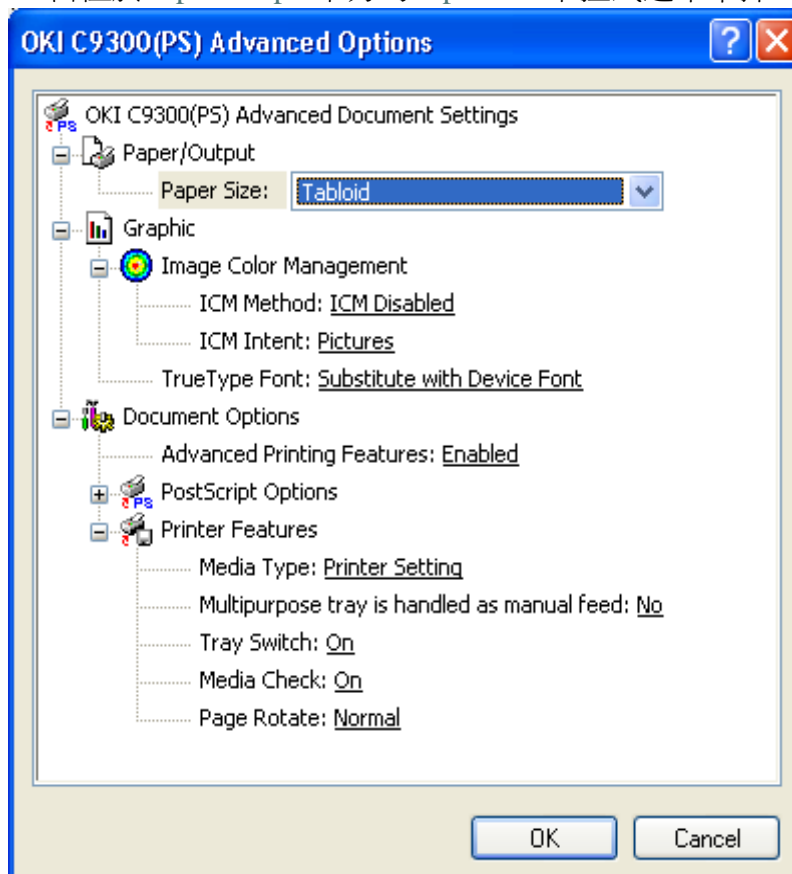 OKI C9300(PS) Advanced Options
OKI C9300(PS) Advanced Document Settings
Paper/Output
Paper Size: Tabloid
Graphic
Image Color Management
ICM Method: ICM Disabled
ICM Intent: Pictures
TrueType Font: Substitute with Device Font
Document Options
Advanced Printing Features: Enabled
PostScript Options
Printer Features
Media Type: Printer Setting
Multipurpose tray is handled as manual feed: No
Tray Switch: On
Media Check: On
Page Rotate: Normal
OK Cancel